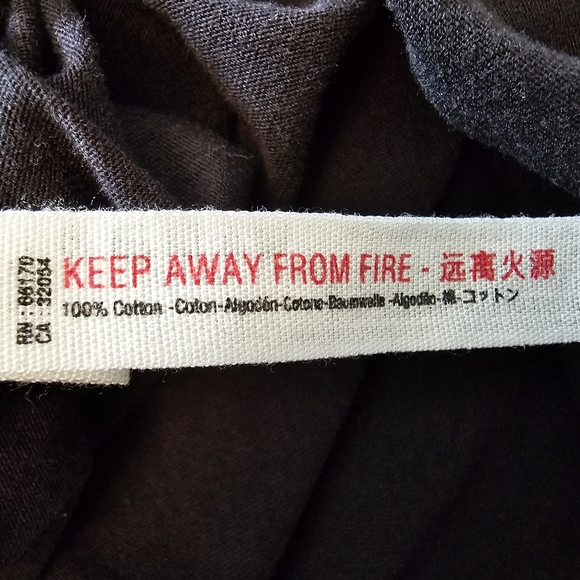 KEEP AWAY FROM FIRE - 远离火源
100% Cotton -Coton-Algodón-Cotone-Baumwolle -Algodão-棉-コットン
RN : 66170
CA : 32054